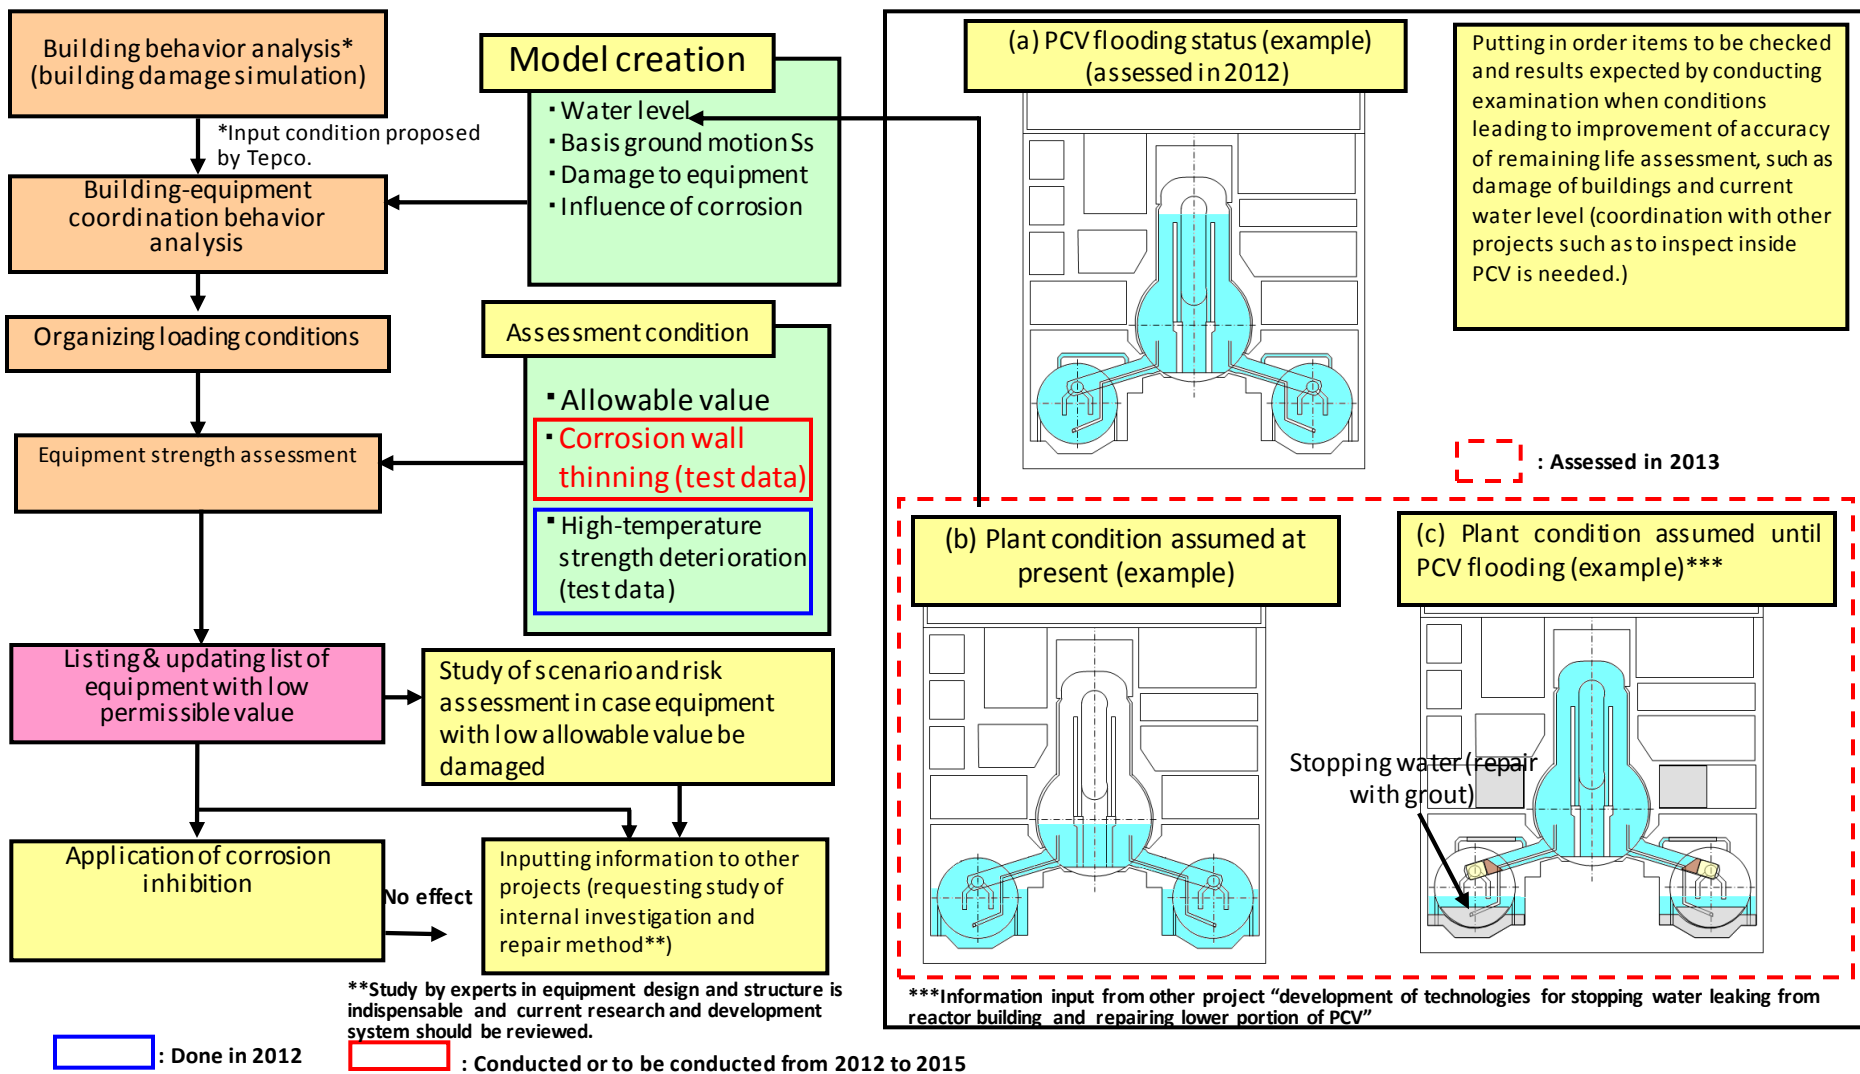 Building behavior analysis*
(building damage simulation)
*Input condition proposed
by Tepco.
Building-equipment
coordination behavior
analysis
Organizing loading conditions
Equipment strength assessment
Listing & updating list of
equipment with low
permissible value
Application of corrosion
inhibition
No effect
Model creation
・Water level
・Basis ground motion Ss
・Damage to equipment
・Influence of corrosion
Assessment condition
・Allowable value
・Corrosion wall
thinning (test data)
・High-temperature
strength deterioration
(test data)
Study of scenario and risk
assessment in case equipment
with low allowable value be
damaged
Inputting information to other
projects (requesting study of
internal investigation and
repair method**)
**Study by experts in equipment design and structure is
indispensable and current research and development
system should be reviewed.
: Done in 2012
: Conducted or to be conducted from 2012 to 2015
(a) PCV flooding status (example)
(assessed in 2012)
Putting in order items to be checked
and results expected by conducting
examination when conditions
leading to improvement of accuracy
of remaining life assessment, such as
damage of buildings and current
water level (coordination with other
projects such as to inspect inside
PCV is needed.)
: Assessed in 2013
(b) Plant condition assumed at
present (example)
(c) Plant condition assumed until
PCV flooding (example)***
Stopping water (repair
with grout)
***Information input from other project “development of technologies for stopping water leaking from
reactor building and repairing lower portion of PCV”